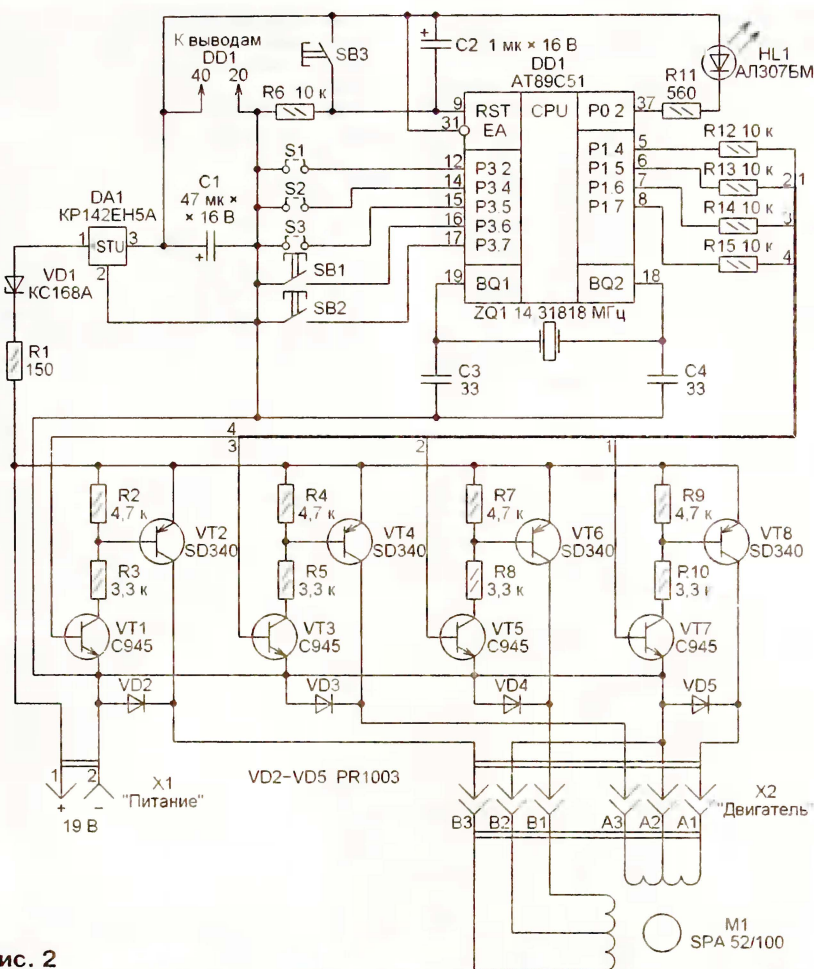 К выводам
DD1
40 20
R6 10 к
SB3
+ C2 1 мк × 16 В
DD1
AT89C51
HL1
АЛ307БМ
R11
560
9 RST CPU P0 2 37
31 EA
R12 10 к
S1 12 P3 2 P1 4 5
S2 14 P3.4 P1 5 6 R13 10 к 2 1
S3 15 P3.5 P1.6 7 R14 10 к 3
16 P3.6 P1 7 8 R15 10 к 4
17 P3.7
SB1
SB2
19 BQ1 BQ2 18
ZQ1 14 31818 МГц
DA1
КР142ЕН5А
1 STU 3
2
C1
47 мк ×
× 16 В
+
VD1
КС168А
R1
150
C3
33
C4
33
4
3 2 1
R2
4,7 к
VT2
SD340
R4
4,7 к
VT4
SD340
R7
4,7 к
VT6
SD340
R9
4,7 к
VT8
SD340
R3
3,3 к
R5
3,3 к
R8
3,3 к
R.10
3,3 к
VT1
C945
VT3
C945
VT5
C945
VT7
C945
VD2 VD3 VD4 VD5
1 2
+ −
X1
"Питание"
19 В
VD2-VD5 PR1003
X2
"Двигатель"
B3 B2 B1 A3 A2 A1
M1
SPA 52/100
ис. 2